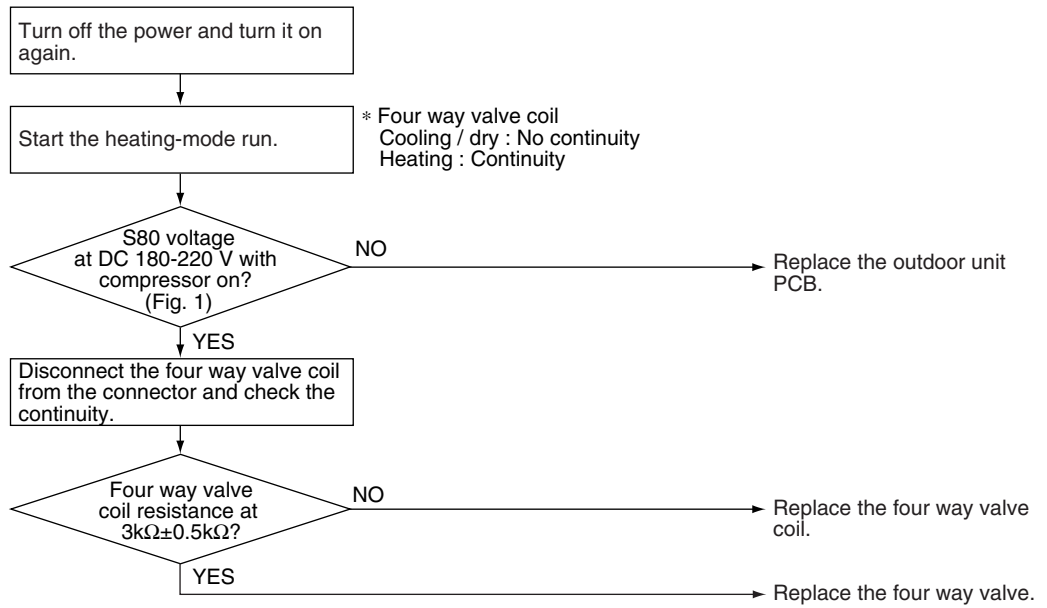 Turn off the power and turn it on
again.
Start the heating-mode run.
* Four way valve coil
Cooling / dry : No continuity
Heating : Continuity
S80 voltage
at DC 180-220 V with
compressor on?
(Fig. 1)
NO
Replace the outdoor unit
PCB.
YES
Disconnect the four way valve coil
from the connector and check the
continuity.
Four way valve
coil resistance at
3kΩ±0.5kΩ?
NO
Replace the four way valve
coil.
YES
Replace the four way valve.